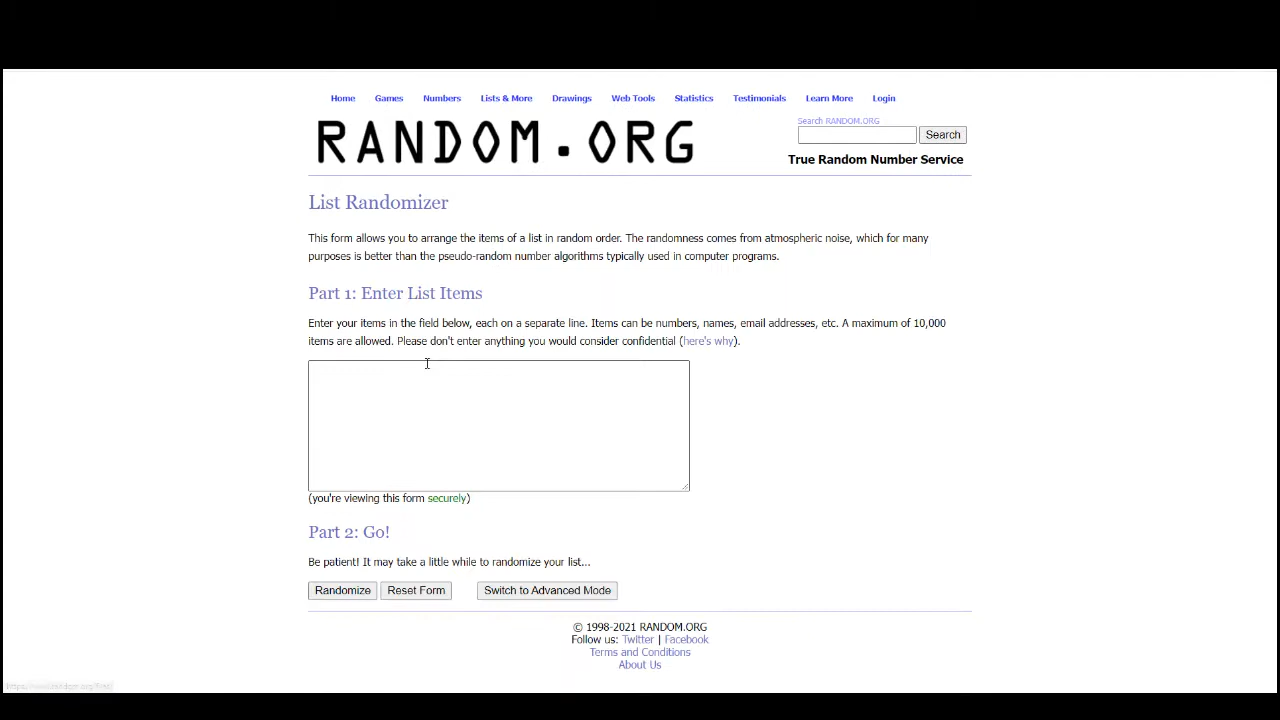 Home Games Numbers Lists & More Drawings Web Tools Statistics Testimonials Learn More Login
Search RANDOM.ORG
RANDOM.ORG
Search
True Random Number Service
List Randomizer
This form allows you to arrange the items of a list in random order. The randomness comes from atmospheric noise, which for many
purposes is better than the pseudo-random number algorithms typically used in computer programs.
Part 1: Enter List Items
Enter your items in the field below, each on a separate line. Items can be numbers, names, email addresses, etc. A maximum of 10,000
items are allowed. Please don't enter anything you would consider confidential (here's why).
(you're viewing this form securely)
Part 2: Go!
Be patient! It may take a little while to randomize your list...
Randomize Reset Form Switch to Advanced Mode
© 1998-2021 RANDOM.ORG
Follow us: Twitter | Facebook
Terms and Conditions
About Us